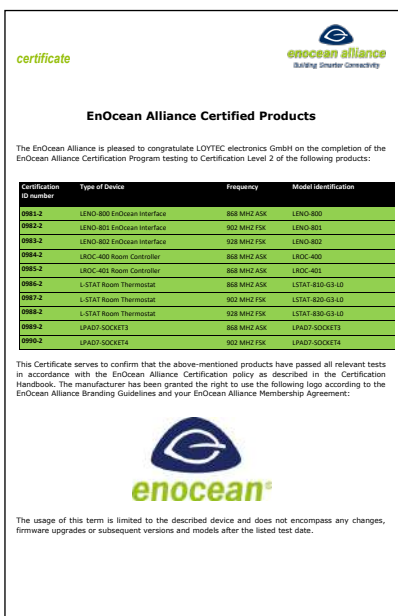 certificate
enocean alliance
Building Smarter Connectivity
EnOcean Alliance Certified Products
The EnOcean Alliance is pleased to congratulate LOYTEC electronics GmbH on the completion of the
EnOcean Alliance Certification Program testing to Certification Level 2 of the following products:
Certification ID number Type of Device Frequency Model identification
0981-2 LENO-800 EnOcean Interface 868 MHZ ASK LENO-800
0982-2 LENO-801 EnOcean Interface 902 MHZ FSK LENO-801
0983-2 LENO-802 EnOcean Interface 928 MHZ FSK LENO-802
0984-2 LROC-400 Room Controller 868 MHZ ASK LROC-400
0985-2 LROC-401 Room Controller 868 MHZ ASK LROC-401
0986-2 L-STAT Room Thermostat 868 MHZ ASK LSTAT-810-G3-L0
0987-2 L-STAT Room Thermostat 902 MHZ FSK LSTAT-820-G3-L0
0988-2 L-STAT Room Thermostat 928 MHZ FSK LSTAT-830-G3-L0
0989-2 LPAD7-SOCKET3 868 MHZ ASK LPAD7-SOCKET3
0990-2 LPAD7-SOCKET4 902 MHZ FSK LPAD7-SOCKET4
This Certificate serves to confirm that the above-mentioned products have passed all relevant tests
in accordance with the EnOcean Alliance Certification policy as described in the Certification
Handbook. The manufacturer has been granted the right to use the following logo according to the
EnOcean Alliance Branding Guidelines and your EnOcean Alliance Membership Agreement:
enocean®
The usage of this term is limited to the described device and does not encompass any changes,
firmware upgrades or subsequent versions and models after the listed test date.